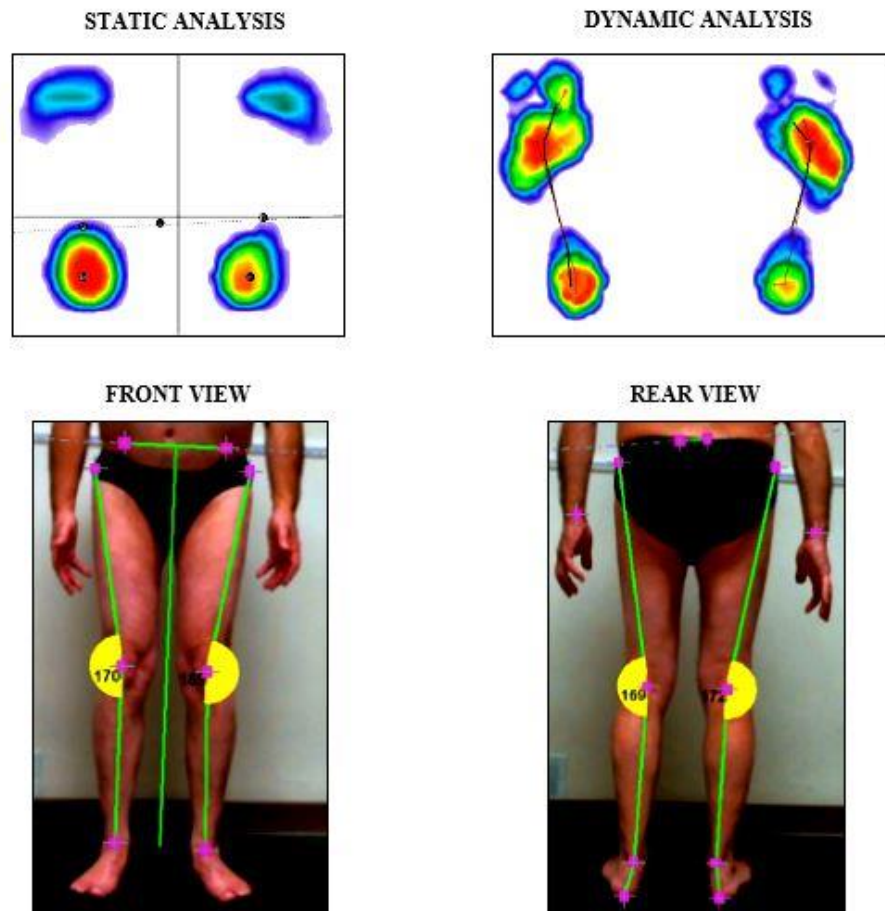 STATIC ANALYSIS
DYNAMIC ANALYSIS
FRONT VIEW
REAR VIEW
170
169
172